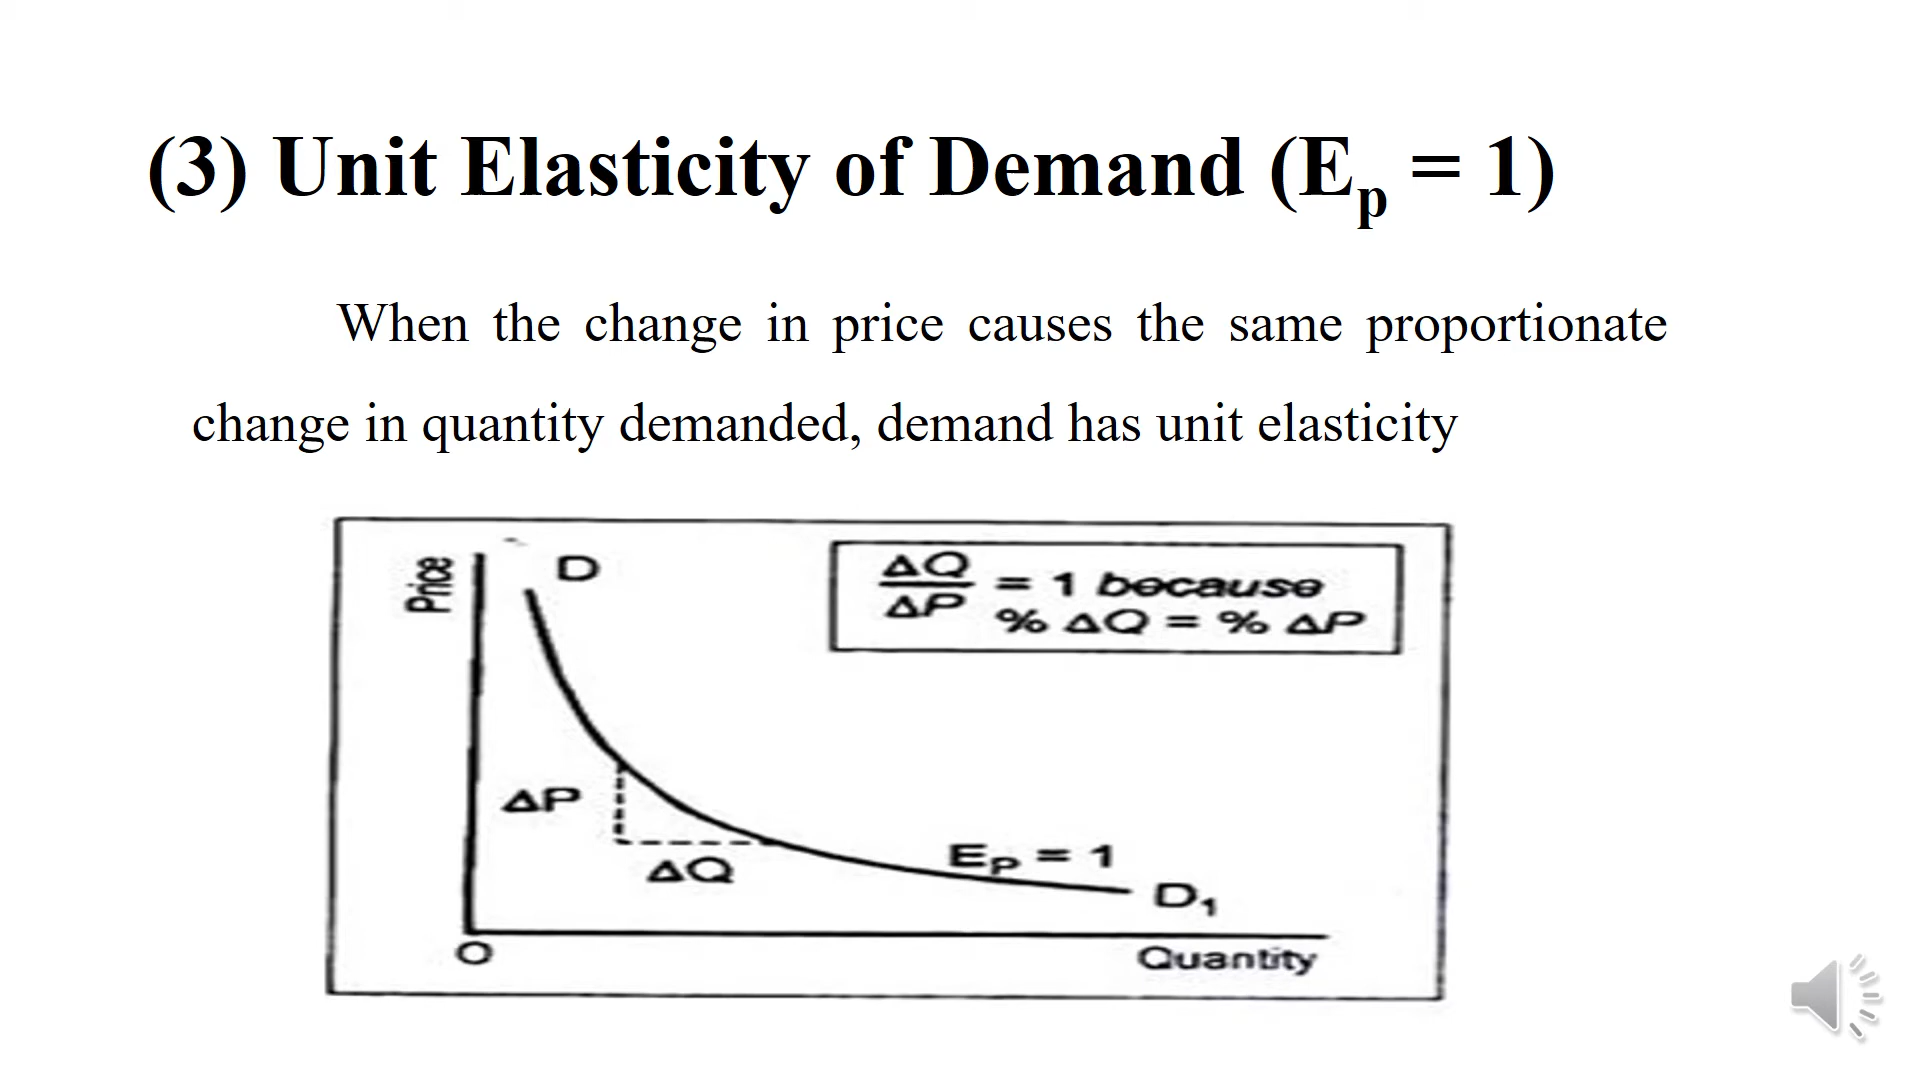 (3) Unit Elasticity of Demand (Ep = 1)
When the change in price causes the same proportionate
change in quantity demanded, demand has unit elasticity
Price
D
ΔQ
ΔP
= 1 because
% ΔQ = % ΔP
ΔP
ΔQ
EP = 1
D1
O
Quantity